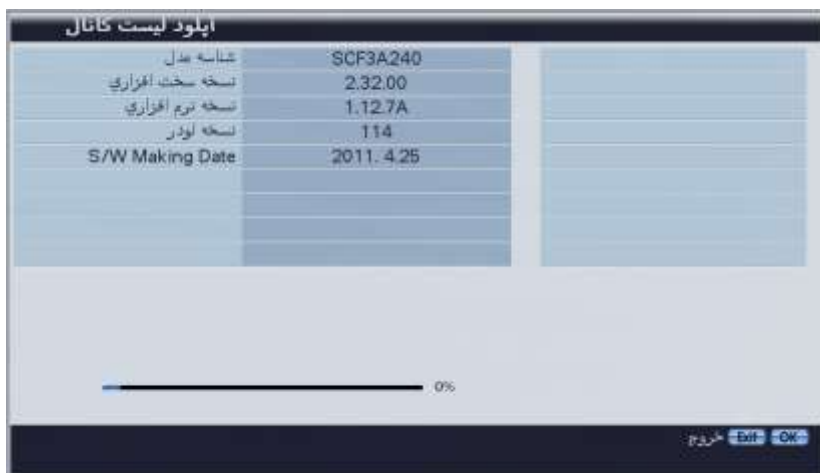 اپلود لیست کانال
شناسه مدل SCF3A240
نسخه سخت افزاري 2.32.00
نسخه نرم افزاري 1.12.7A
نسخه لودر 114
S/W Making Date 2011. 4.25
0%
خروج Exit OK